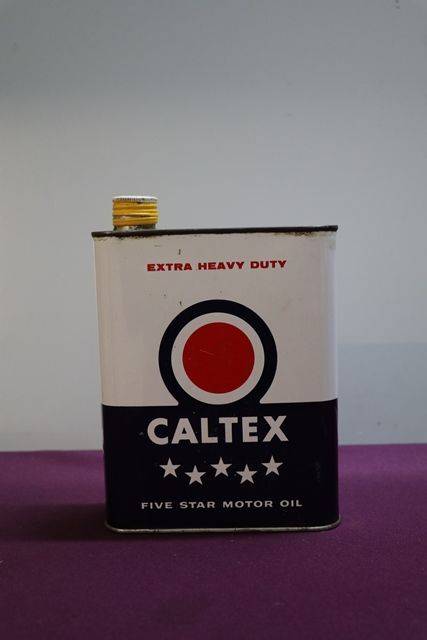 EXTRA HEAVY DUTY
CALTEX
FIVE STAR MOTOR OIL